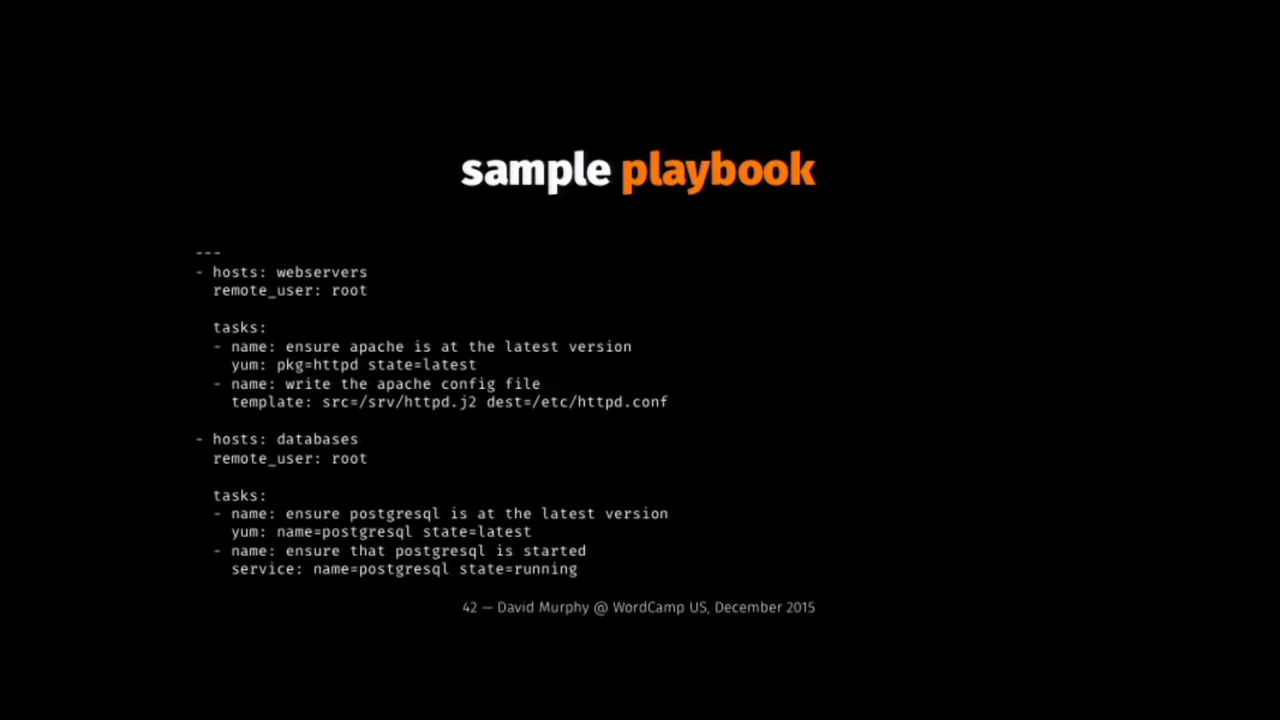 sample playbook
---
- hosts: webservers
  remote_user: root
  tasks:
  - name: ensure apache is at the latest version
    yum: pkg=httpd state=latest
  - name: write the apache config file
    template: src=/srv/httpd.j2 dest=/etc/httpd.conf
- hosts: databases
  remote_user: root
  tasks:
  - name: ensure postgresql is at the latest version
    yum: name=postgresql state=latest
  - name: ensure that postgresql is started
    service: name=postgresql state=running
42 — David Murphy @ WordCamp US, December 2015